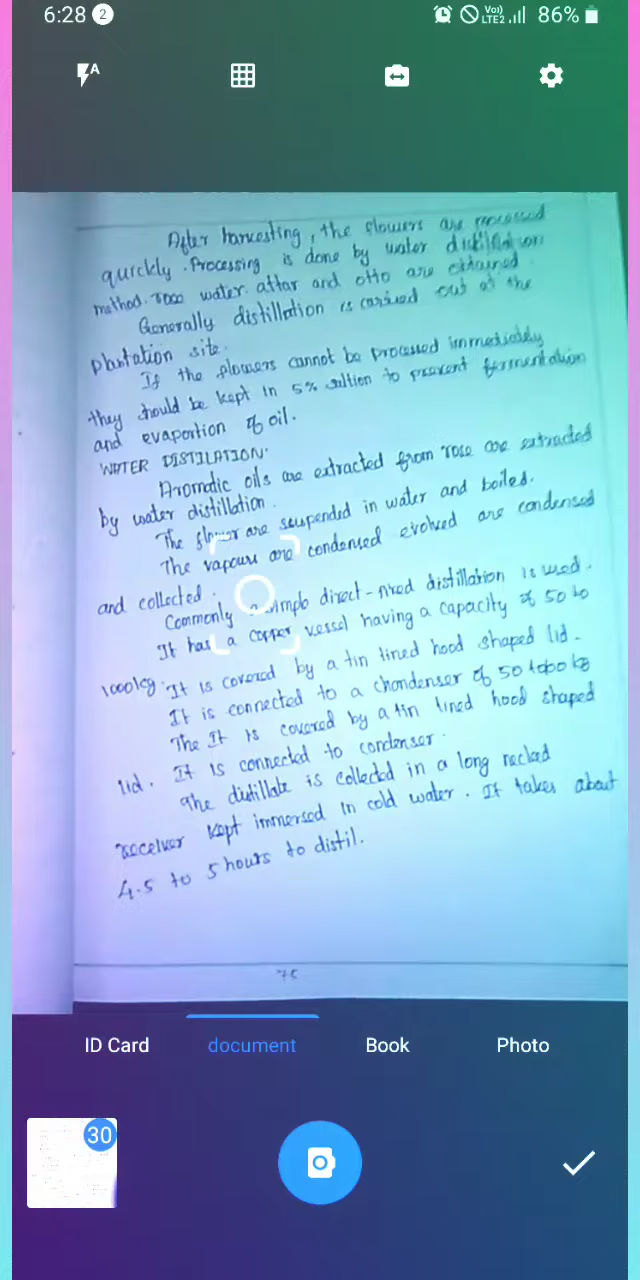 6:28 2 Vo) LTE2 86%
A
After harvesting, the flowers are processed
quickly. Processing is done by water distillation
method. rose water attar and otto are obtained.
Generally distillation is carried out at the
plantation site.
If the flowers cannot be processed immediately
they should be kept in 5% to prevent fermentation
and evaportion of oil.
WATER DISTILATION:
Aromatic oils are extracted from rose are extracted
by water distillation.
The flower are suspended in water and boiled.
The vapours are condensed evolved are condensed
and collected.
Commonly a simple direct-fired distillation is used.
It has a copper vessel having a capacity of 50 to
1000kg. It is covered by a tin lined hood shaped lid.
It is connected to a chondenser of 50 to 1000 kg
The It is covered by a tin lined hood shaped
lid. It is connected to condenser.
The distillate is collected in a long necked
receiver kept immersed in cold water. It takes about
4.5 to 5 hours to distil.
ID Card document Book Photo
30